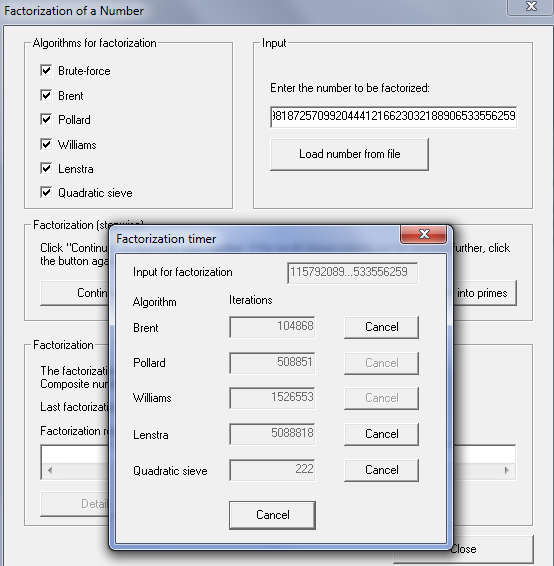 Factorization of a Number
Algorithms for factorization
Brute-force
Brent
Pollard
Williams
Lenstra
Quadratic sieve
Input
Enter the number to be factorized:
8187257099204441216623032188906533556259
Load number from file
Factorization (stepwise)
Click "Continu
further, click
the button aga
Contin
into primes
Factorization timer
Input for factorization
115792089...533556259
Algorithm
Iterations
Brent
104868
Cancel
Pollard
508851
Cancel
Williams
1526553
Cancel
Lenstra
5088818
Cancel
Quadratic sieve
222
Cancel
Cancel
Factorization
The factorizati
Composite num
Last factorizati
Factorization re
Detail
Close